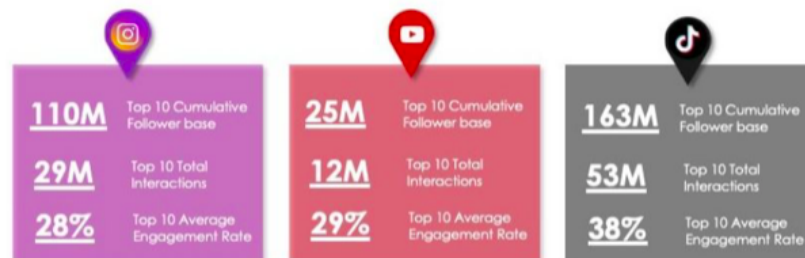 110M Top 10 Cumulative
Follower base
29M Top 10 Total
Interactions
28% Top 10 Average
Engagement Rate
25M Top 10 Cumulative
Follower base
12M Top 10 Total
Interactions
29% Top 10 Average
Engagement Rate
163M Top 10 Cumulative
Follower base
53M Top 10 Total
Interactions
38% Top 10 Average
Engagement Rate